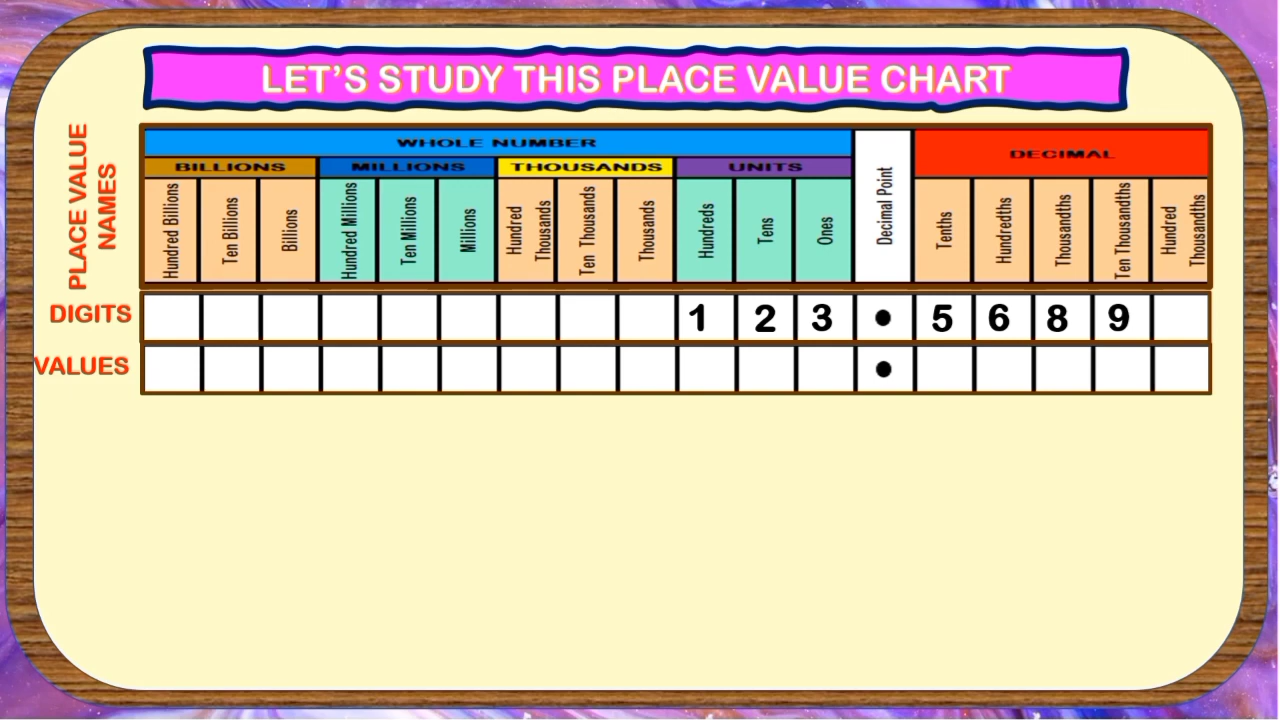 LET'S STUDY THIS PLACE VALUE CHART
PLACE VALUE
NAMES
WHOLE NUMBER
DECIMAL
BILLIONS
MILLIONS
THOUSANDS
UNITS
Hundred Billions
Ten Billions
Billions
Hundred Millions
Ten Millions
Millions
Hundred
Thousands
Ten Thousands
Thousands
Hundreds
Tens
Ones
Decimal Point
Tenths
Hundredths
Thousandths
Ten Thousandths
Hundred
Thousandths
DIGITS 1 2 3 • 5 6 8 9
VALUES •